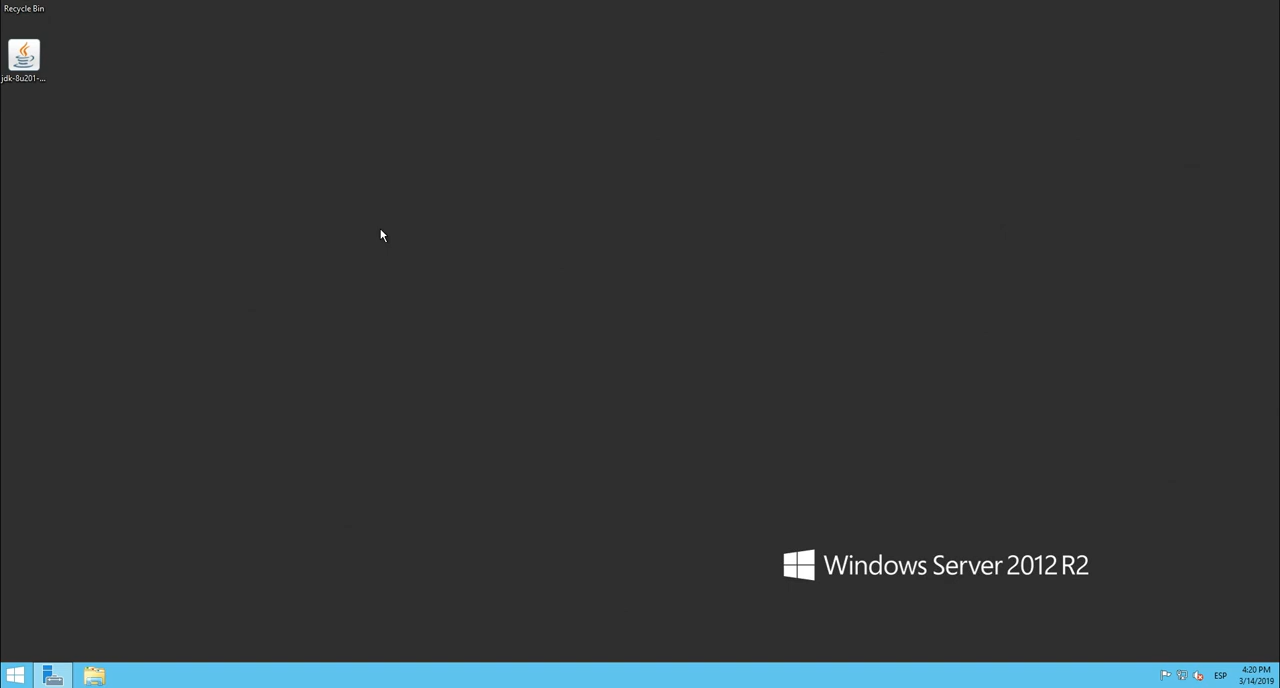 Recycle Bin
jdk-8u201-...
Windows Server 2012 R2
ESP
4:20 PM
3/14/2019